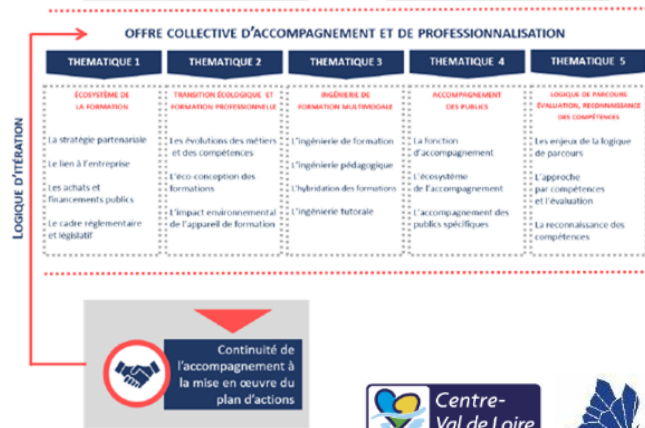 OFFRE COLLECTIVE D'ACCOMPAGNEMENT ET DE PROFESSIONNALISATION
LOGIQUE D'ITÉRATION
THEMATIQUE 1
ÉCOSYSTÈME DE
LA FORMATION
La stratégie partenariale
Le lien à l'entreprise
Les achats et
financements publics
Le cadre réglementaire
et législatif
THEMATIQUE 2
TRANSITION ÉCOLOGIQUE ET
FORMATION PROFESSIONNELLE
Les évolutions des métiers
et des compétences
L'éco-conception des
formations
L'impact environnemental
de l'appareil de formation
THEMATIQUE 3
INGÉNIERIE DE
FORMATION MULTIMODALE
L'ingénierie de formation
L'ingénierie pédagogique
L'hybridation des formations
L'ingénierie tutorale
THEMATIQUE 4
ACCOMPAGNEMENT
DES PUBLICS
La fonction
d'accompagnement
L'écosystème
de l'accompagnement
L'accompagnement des
publics spécifiques
THEMATIQUE 5
LOGIQUE DE PARCOURS
ÉVALUATION, RECONNAISSANCE
DES COMPÉTENCES
Les enjeux de la logique
de parcours
L'approche
par compétences
et l'évaluation
La reconnaissance des
compétences
Continuité de
l'accompagnement à
la mise en œuvre du
plan d'actions
Centre-
Val de Loire